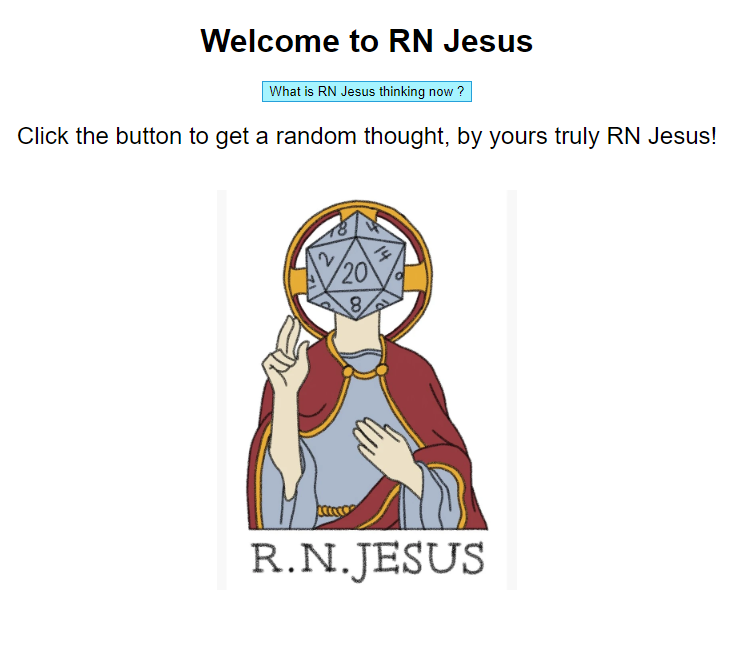 Welcome to RN Jesus
What is RN Jesus thinking now ?
Click the button to get a random thought, by yours truly RN Jesus!
18 4
2 14
20
8
R.N.JESUS